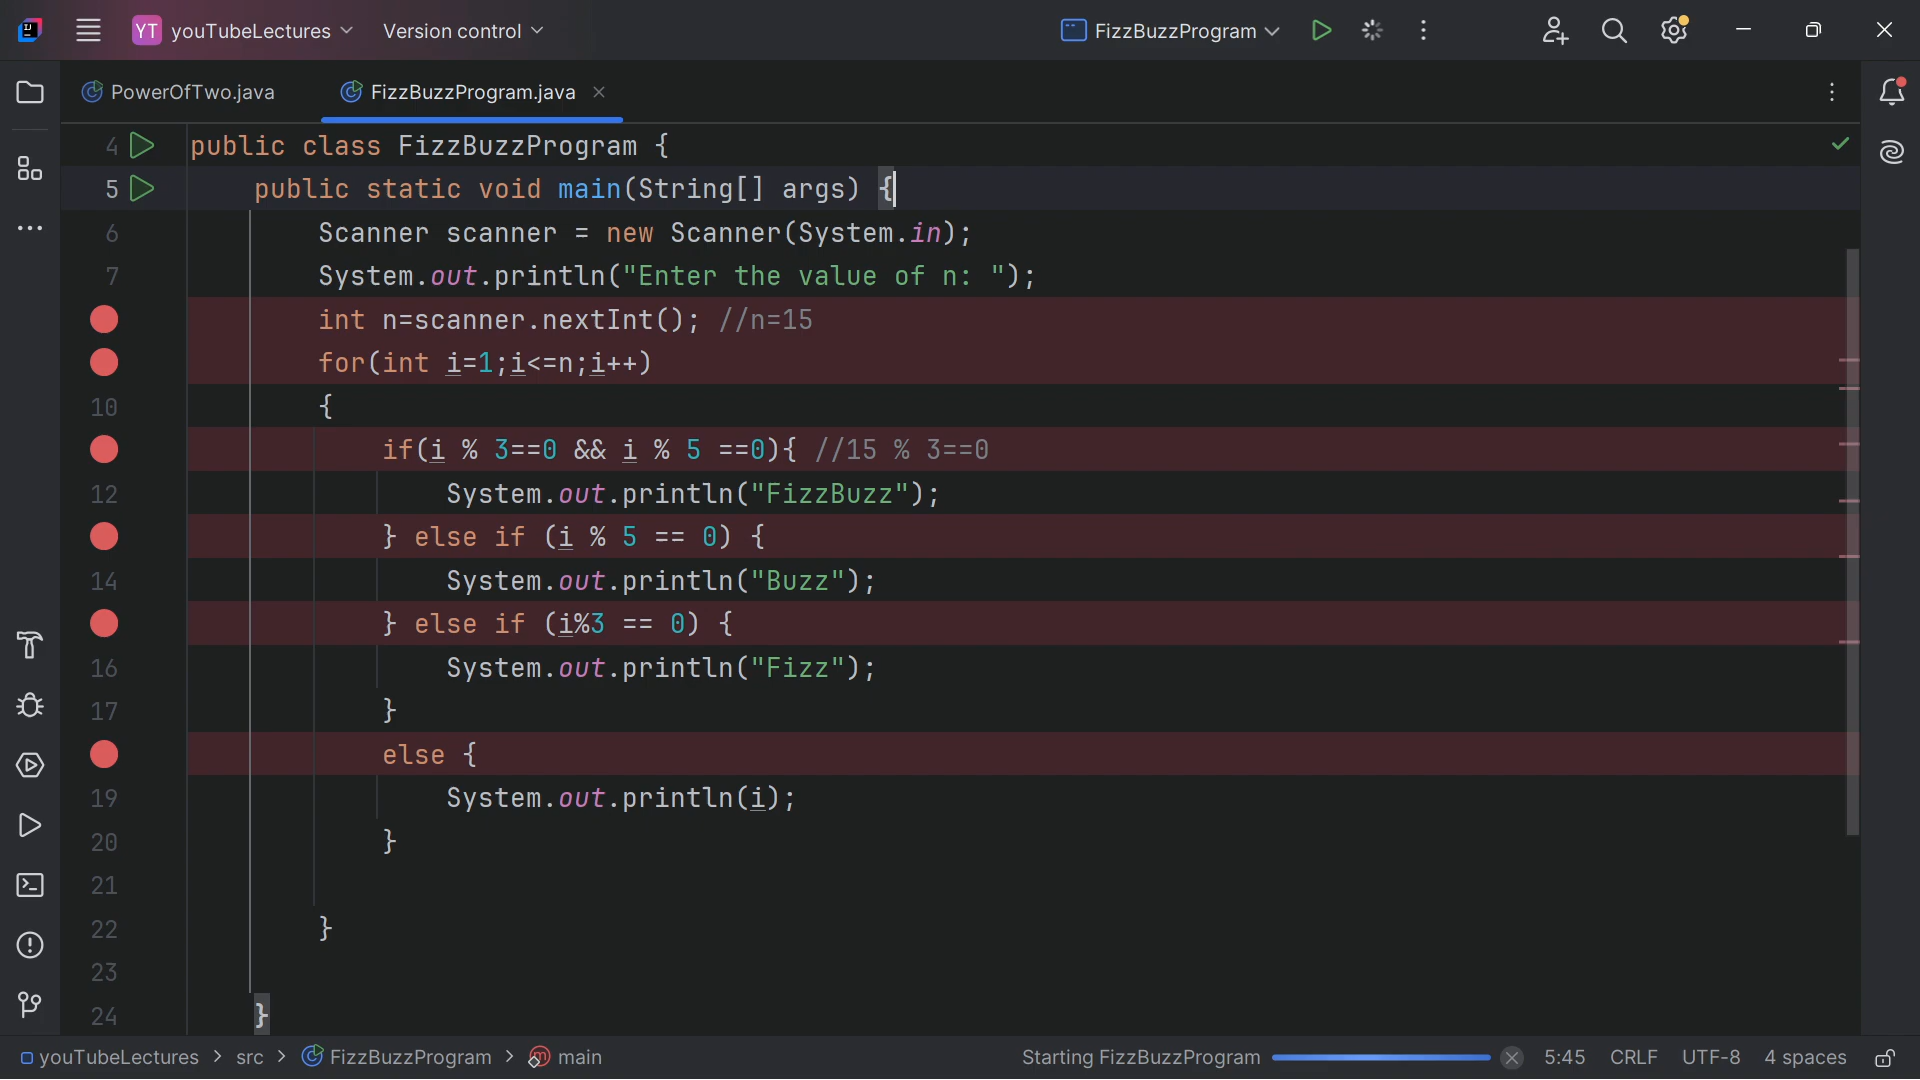 YT youTubeLectures Version control FizzBuzzProgram
PowerOfTwo.java FizzBuzzProgram.java
4 public class FizzBuzzProgram {
5 public static void main(String[] args) {
6 Scanner scanner = new Scanner(System.in);
7 System.out.println("Enter the value of n: ");
int n=scanner.nextInt(); //n=15
for(int i=1;i<=n;i++)
10 {
if(i % 3==0 && i % 5 ==0){ //15 % 3==0
12 System.out.println("FizzBuzz");
} else if (i % 5 == 0) {
14 System.out.println("Buzz");
} else if (i%3 == 0) {
16 System.out.println("Fizz");
17 }
else {
19 System.out.println(i);
20 }
21
22 }
23
24 }
youTubeLectures > src > FizzBuzzProgram > main Starting FizzBuzzProgram 5:45 CRLF UTF-8 4 spaces